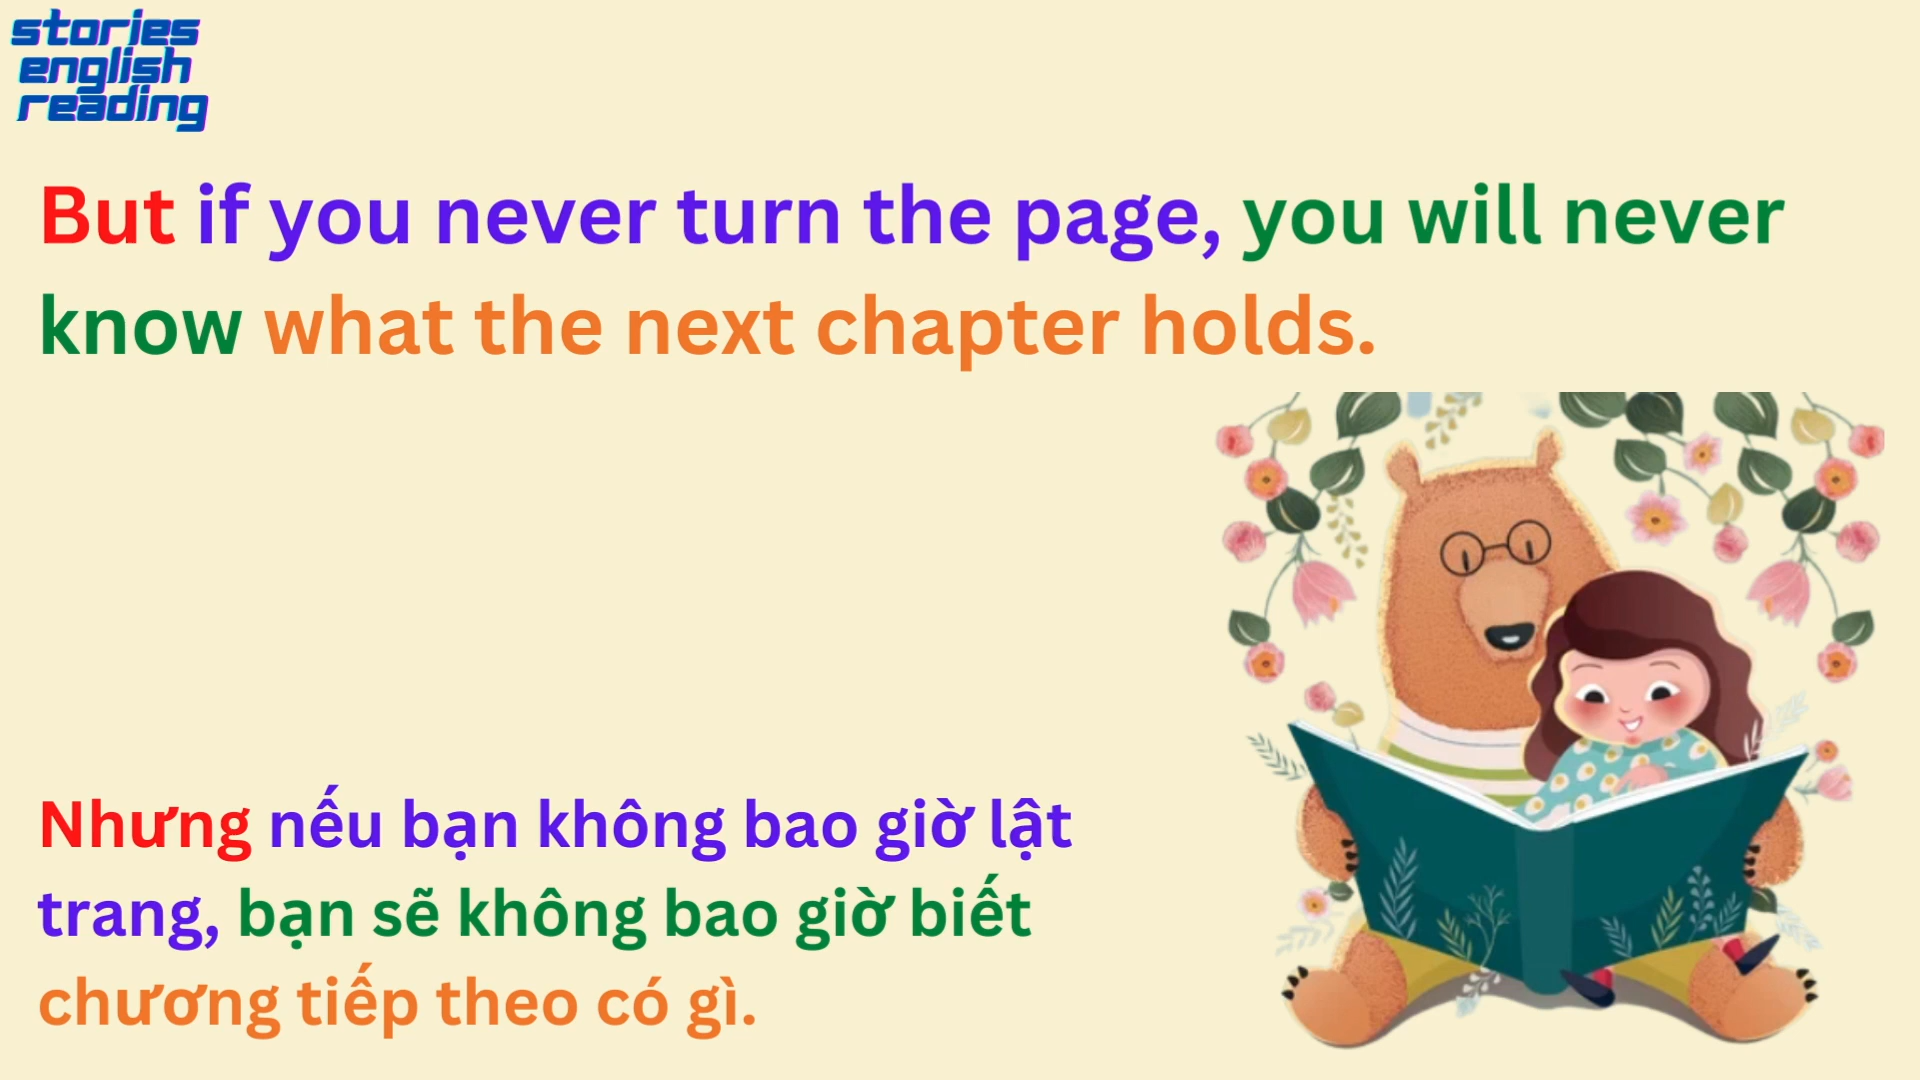 stories
english
reading
But if you never turn the page, you will never
know what the next chapter holds.
Nhưng nếu bạn không bao giờ lật
trang, bạn sẽ không bao giờ biết
chương tiếp theo có gì.